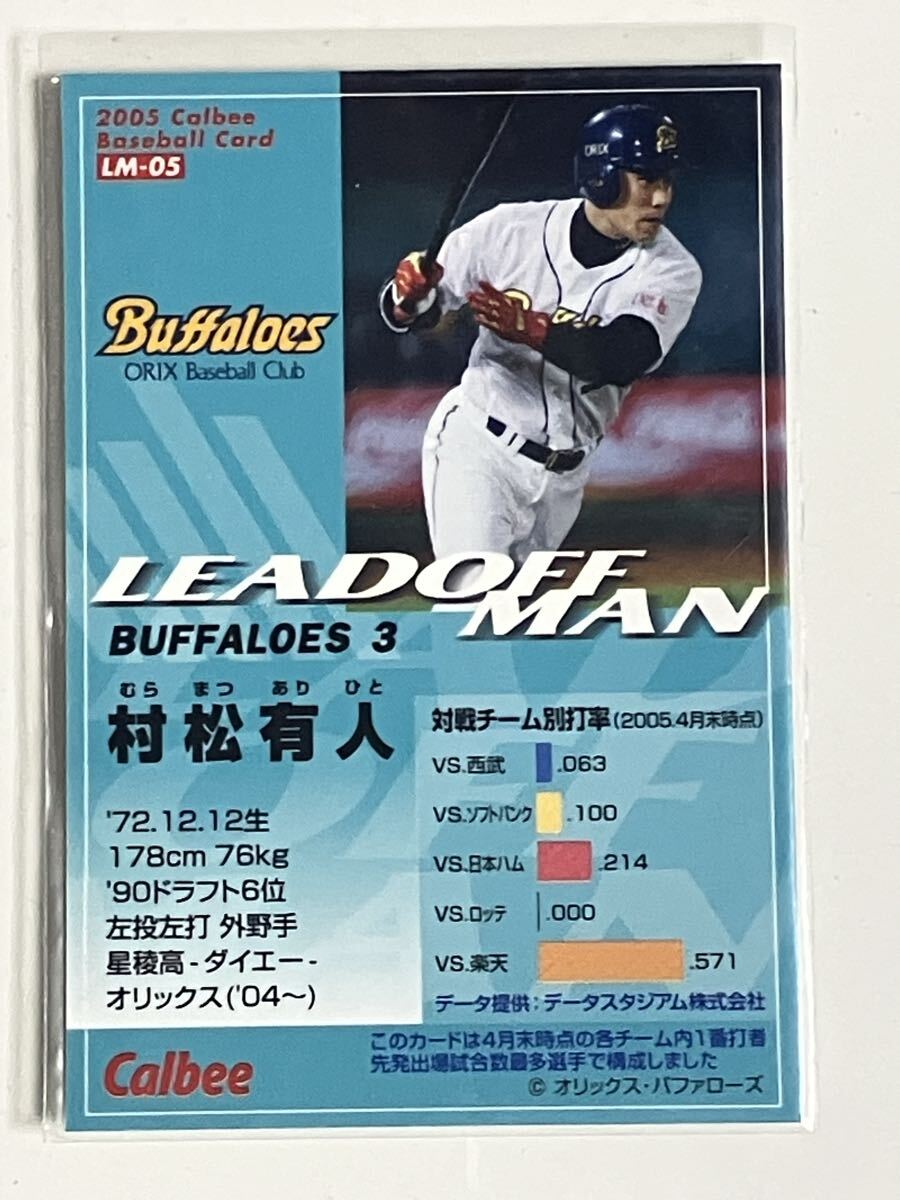 2005 Calbee
Baseball Card
LM-05
ORIX
Buffaloes
ORIX Baseball Club
LEADOFF
MAN
BUFFALOES 3
むら まつ あり ひと
村松有人
'72.12.12生
178cm 76kg
'90ドラフト6位
左投左打 外野手
星稜高-ダイエー-
オリックス('04〜)
対戦チーム別打率(2005.4月末時点)
VS.西武 .063
VS.ソフトバンク .100
VS.日本ハム .214
VS.ロッテ .000
VS.楽天 .571
データ提供:データスタジアム株式会社
このカードは4月末時点の各チーム内1番打者
先発出場試合数最多選手で構成しました
© オリックス・バファローズ
Calbee